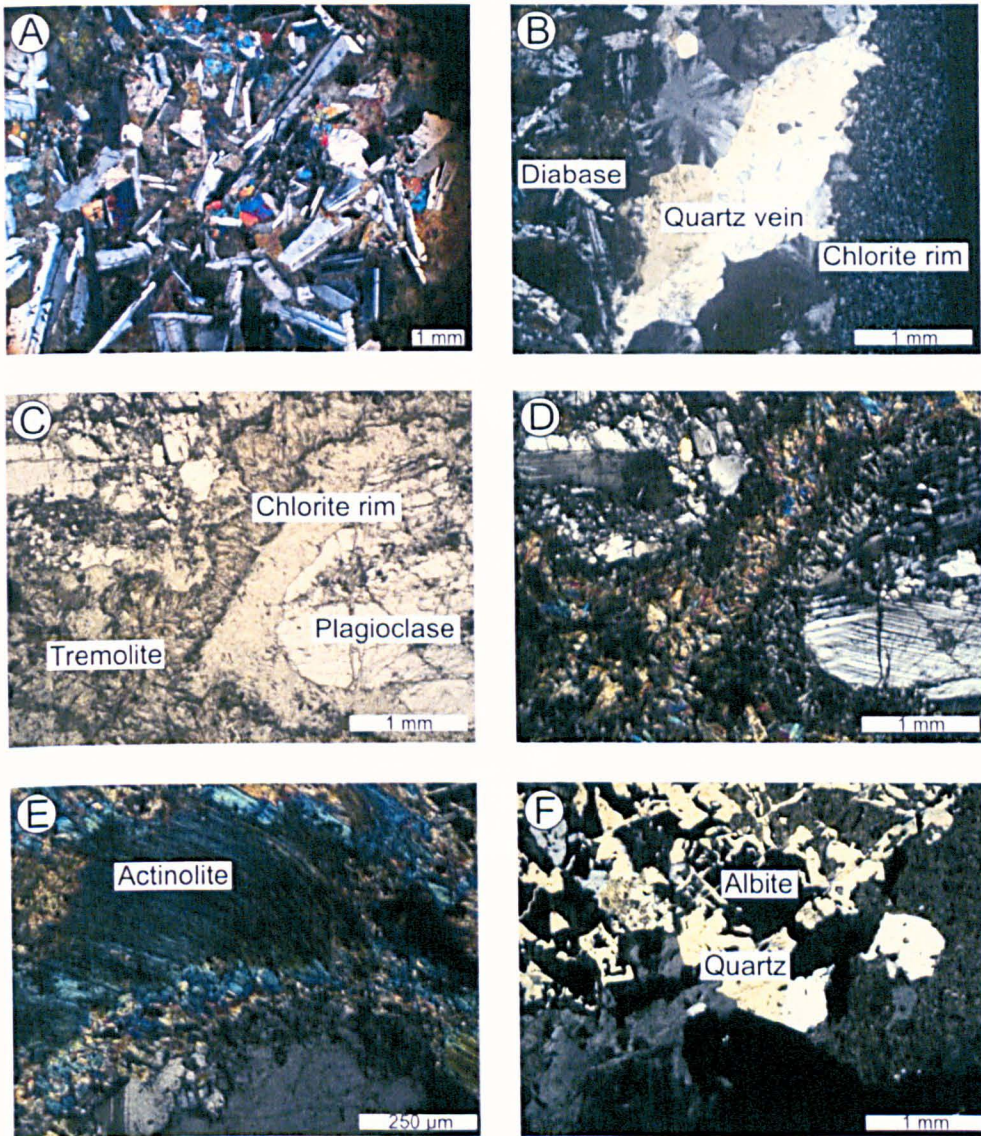 A
1 mm
B
Diabase
Quartz vein
Chlorite rim
1 mm
C
Chlorite rim
Plagioclase
Tremolite
1 mm
D
1 mm
E
Actinolite
250 µm
F
Albite
Quartz
1 mm